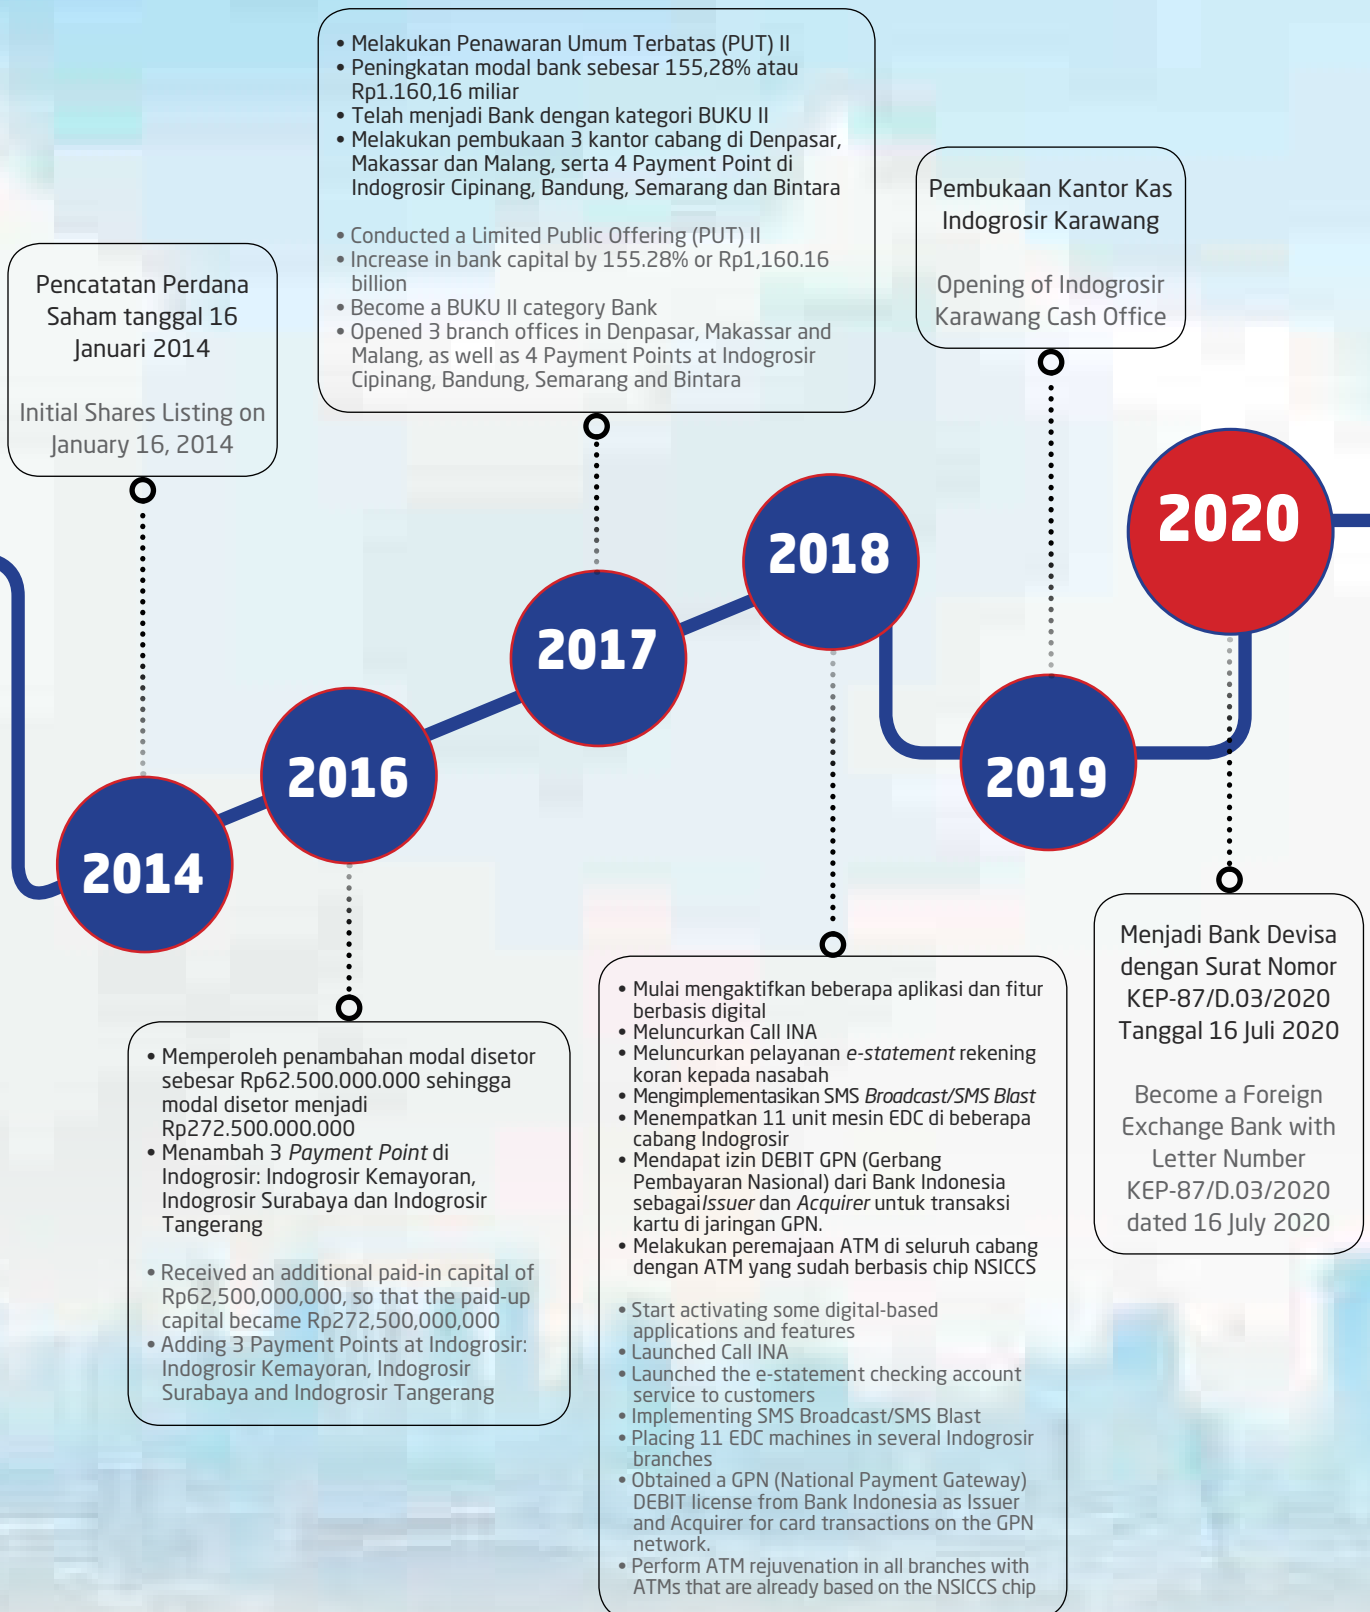 Pencatatan Perdana
Saham tanggal 16
Januari 2014
Initial Shares Listing on
January 16, 2014
2014
2016
• Memperoleh penambahan modal disetor
sebesar Rp62.500.000.000 sehingga
modal disetor menjadi
Rp272.500.000.000
• Menambah 3 Payment Point di
Indogrosir: Indogrosir Kemayoran,
Indogrosir Surabaya dan Indogrosir
Tangerang
• Received an additional paid-in capital of
Rp62,500,000,000, so that the paid-up
capital became Rp272,500,000,000
• Adding 3 Payment Points at Indogrosir:
Indogrosir Kemayoran, Indogrosir
Surabaya and Indogrosir Tangerang
• Melakukan Penawaran Umum Terbatas (PUT) II
• Peningkatan modal bank sebesar 155,28% atau
Rp1.160,16 miliar
• Telah menjadi Bank dengan kategori BUKU II
• Melakukan pembukaan 3 kantor cabang di Denpasar,
Makassar dan Malang, serta 4 Payment Point di
Indogrosir Cipinang, Bandung, Semarang dan Bintara
• Conducted a Limited Public Offering (PUT) II
• Increase in bank capital by 155.28% or Rp1,160.16
billion
• Become a BUKU II category Bank
• Opened 3 branch offices in Denpasar, Makassar and
Malang, as well as 4 Payment Points at Indogrosir
Cipinang, Bandung, Semarang and Bintara
2017
2018
• Mulai mengaktifkan beberapa aplikasi dan fitur
berbasis digital
• Meluncurkan Call INA
• Meluncurkan pelayanan e-statement rekening
koran kepada nasabah
• Mengimplementasikan SMS Broadcast/SMS Blast
• Menempatkan 11 unit mesin EDC di beberapa
cabang Indogrosir
• Mendapat izin DEBIT GPN (Gerbang
Pembayaran Nasional) dari Bank Indonesia
sebagai Issuer dan Acquirer untuk transaksi
kartu di jaringan GPN.
• Melakukan peremajaan ATM di seluruh cabang
dengan ATM yang sudah berbasis chip NSICCS
• Start activating some digital-based
applications and features
• Launched Call INA
• Launched the e-statement checking account
service to customers
• Implementing SMS Broadcast/SMS Blast
• Placing 11 EDC machines in several Indogrosir
branches
• Obtained a GPN (National Payment Gateway)
DEBIT license from Bank Indonesia as Issuer
and Acquirer for card transactions on the GPN
network.
• Perform ATM rejuvenation in all branches with
ATMs that are already based on the NSICCS chip
Pembukaan Kantor Kas
Indogrosir Karawang
Opening of Indogrosir
Karawang Cash Office
2019
2020
Menjadi Bank Devisa
dengan Surat Nomor
KEP-87/D.03/2020
Tanggal 16 Juli 2020
Become a Foreign
Exchange Bank with
Letter Number
KEP-87/D.03/2020
dated 16 July 2020